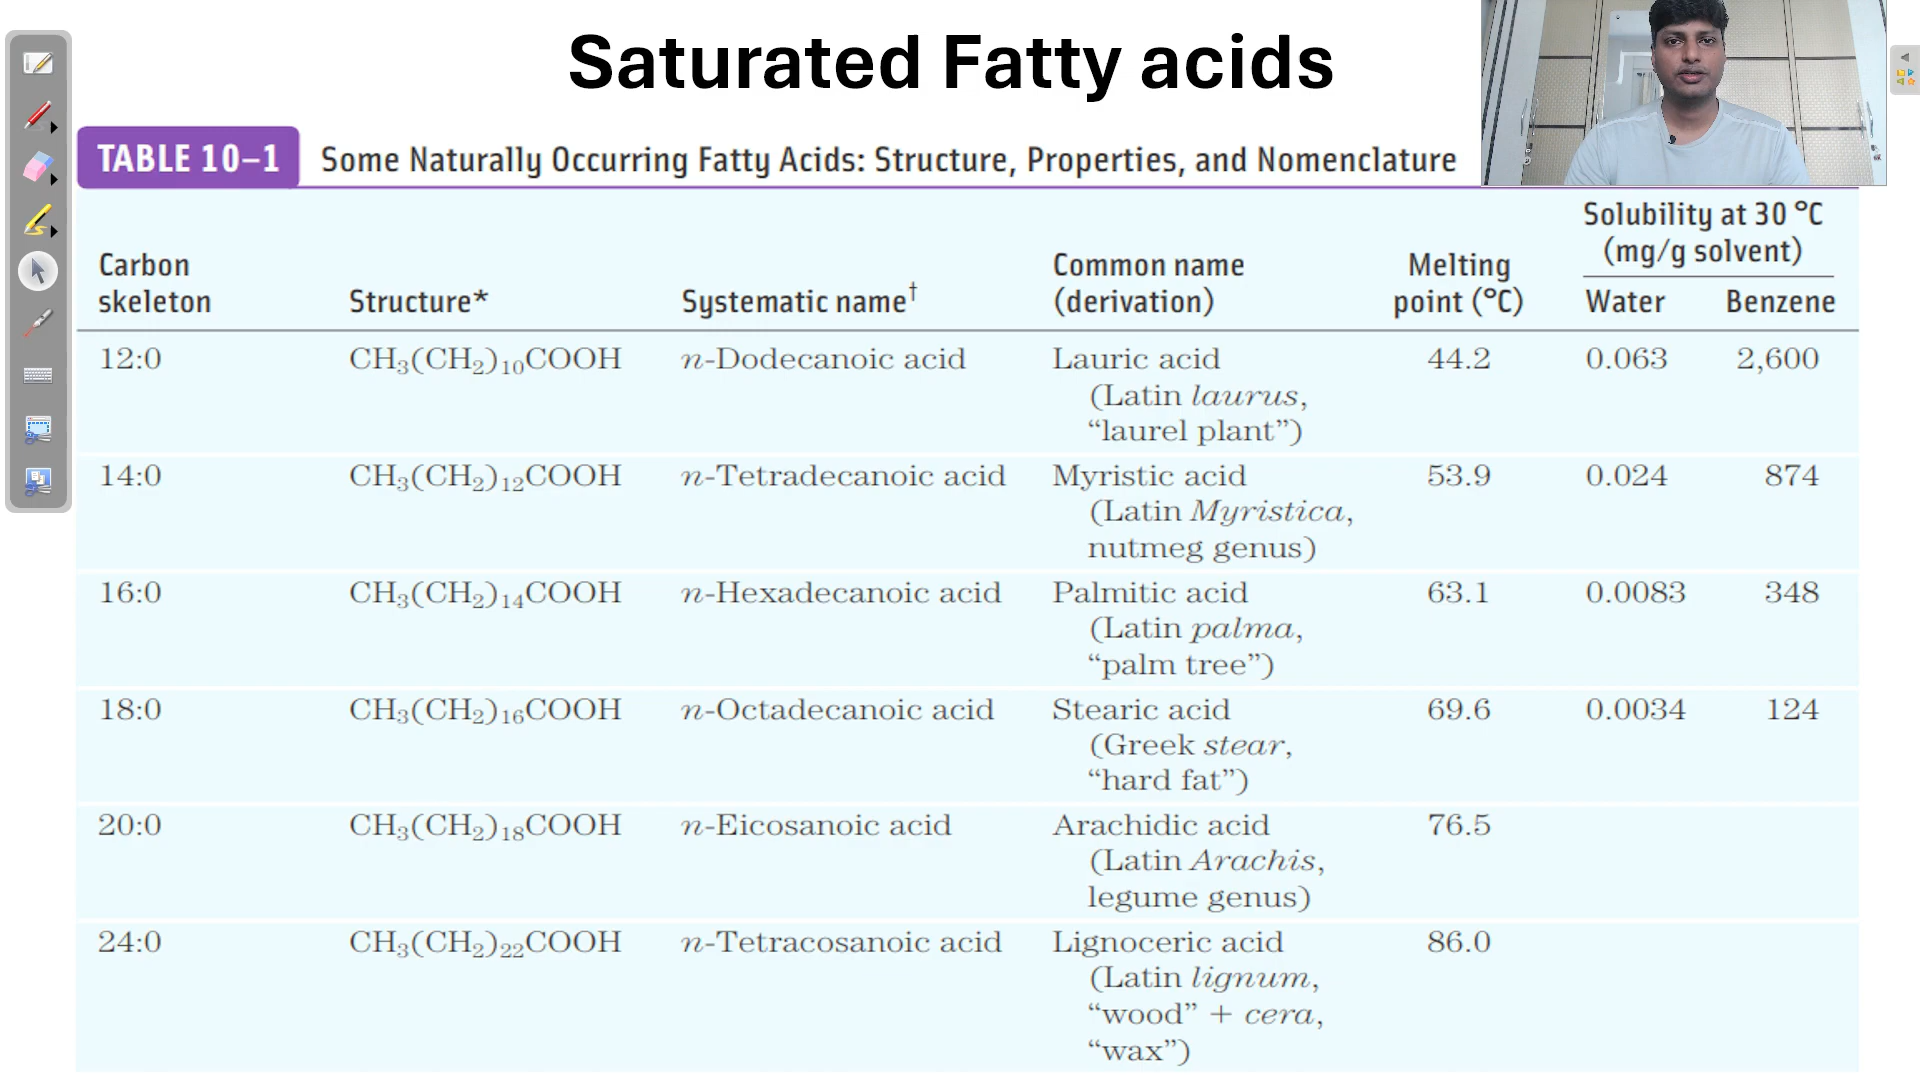 Saturated Fatty acids
TABLE 10–1 Some Naturally Occurring Fatty Acids: Structure, Properties, and Nomenclature
Solubility at 30 °C
(mg/g solvent)
Carbon skeleton Structure* Systematic name† Common name (derivation) Melting point (°C) Water Benzene
12:0 CH₃(CH₂)₁₀COOH n-Dodecanoic acid Lauric acid 44.2 0.063 2,600
(Latin laurus,
“laurel plant”)
14:0 CH₃(CH₂)₁₂COOH n-Tetradecanoic acid Myristic acid 53.9 0.024 874
(Latin Myristica,
nutmeg genus)
16:0 CH₃(CH₂)₁₄COOH n-Hexadecanoic acid Palmitic acid 63.1 0.0083 348
(Latin palma,
“palm tree”)
18:0 CH₃(CH₂)₁₆COOH n-Octadecanoic acid Stearic acid 69.6 0.0034 124
(Greek stear,
“hard fat”)
20:0 CH₃(CH₂)₁₈COOH n-Eicosanoic acid Arachidic acid 76.5
(Latin Arachis,
legume genus)
24:0 CH₃(CH₂)₂₂COOH n-Tetracosanoic acid Lignoceric acid 86.0
(Latin lignum,
“wood” + cera,
“wax”)